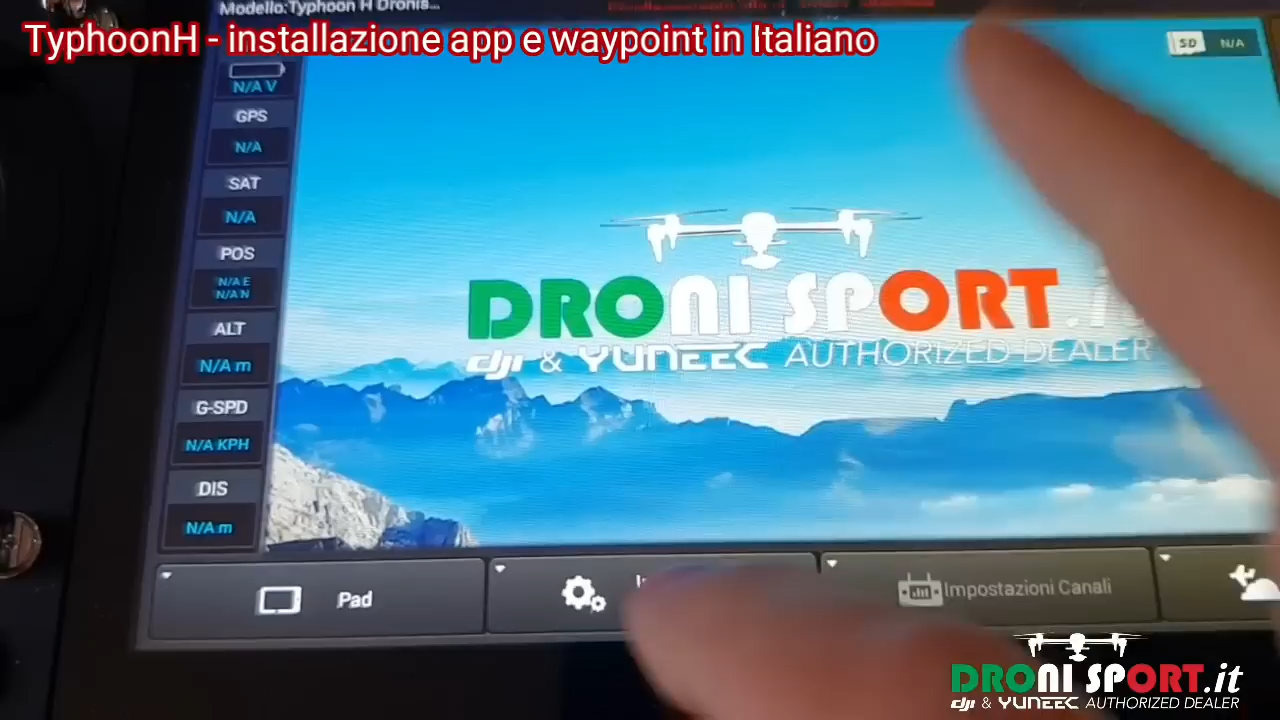 Modello:Typhoon H Dronis...
TyphoonH - installazione app e waypoint in Italiano
SD N/A
N/A V
GPS
N/A
SAT
N/A
POS
N/A E
N/A N
ALT
N/A m
G-SPD
N/A KPH
DIS
N/A m
DRONI SPORT.it
dji & YUNEEC AUTHORIZED DEALER
Pad
Impostazioni Canali
DRONI SPORT.it
dji & YUNEEC AUTHORIZED DEALER